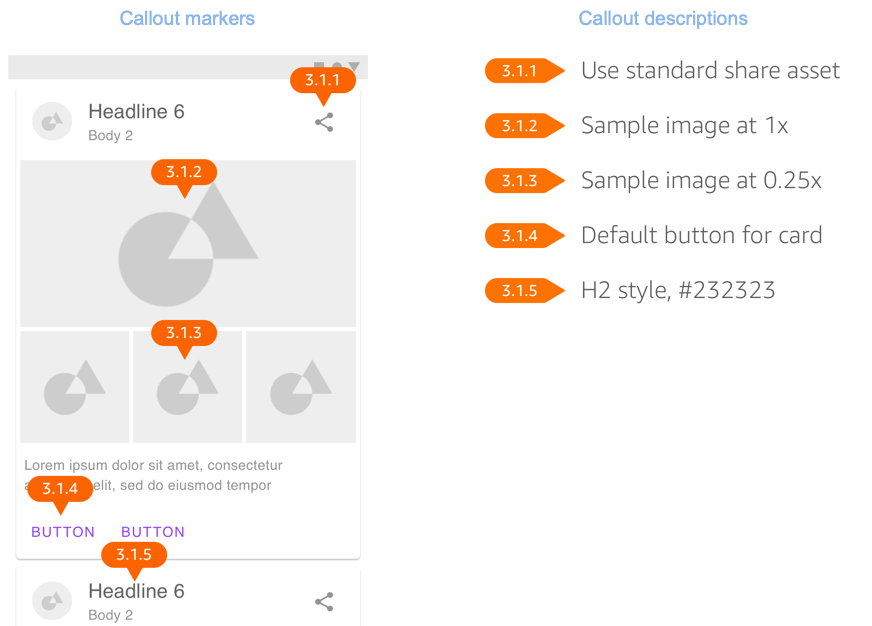 Callout markers
3.1.1
Headline 6
Body 2
3.1.2
3.1.3
Lorem ipsum dolor sit amet, consectetur
elit, sed do eiusmod tempor
3.1.4
BUTTON BUTTON
3.1.5
Headline 6
Body 2
Callout descriptions
3.1.1 Use standard share asset
3.1.2 Sample image at 1x
3.1.3 Sample image at 0.25x
3.1.4 Default button for card
3.1.5 H2 style, #232323